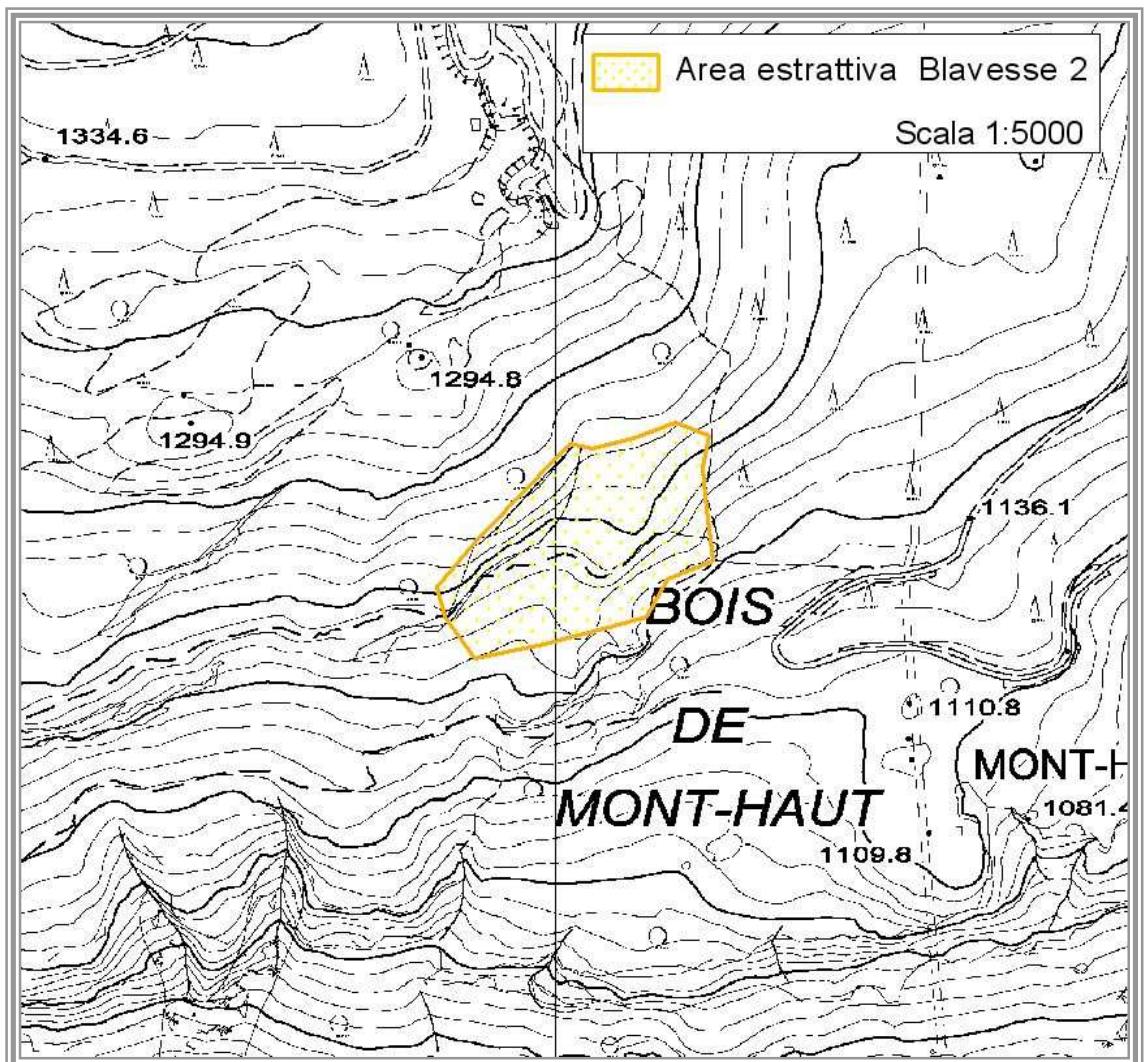 Area estrattiva Blavesse 2
Scala 1:5000
1334.6
1294.8
1294.9
1136.1
BOIS
DE
MONT-HAUT
1110.8
MONT-H
1081.4
1109.8